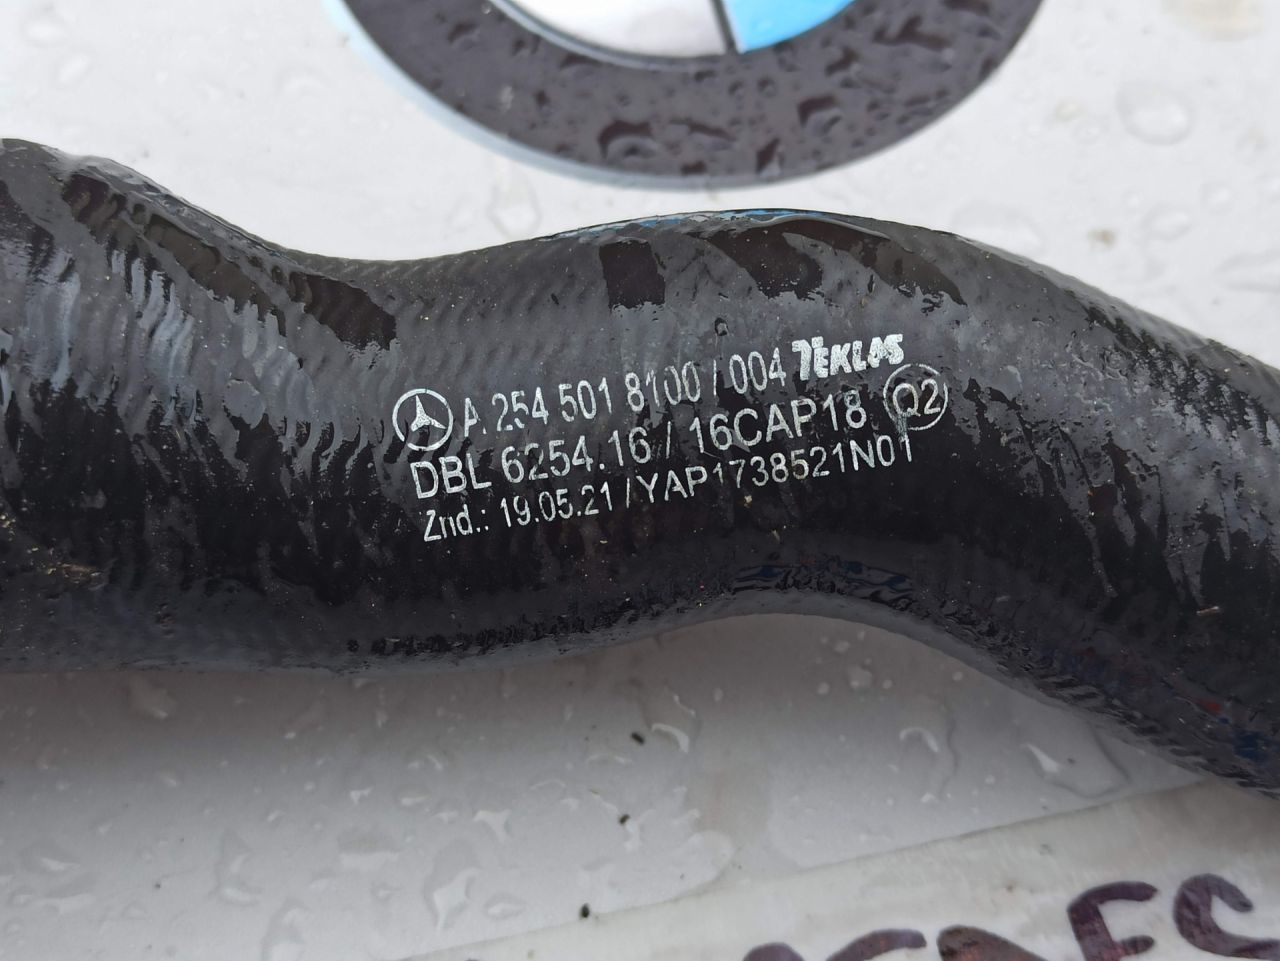 A 254 501 8100 / 004 TEKLAS
DBL 6254.16 / 16CAP18 Q2
Znd.: 19.05.21 / YAP1738521N01